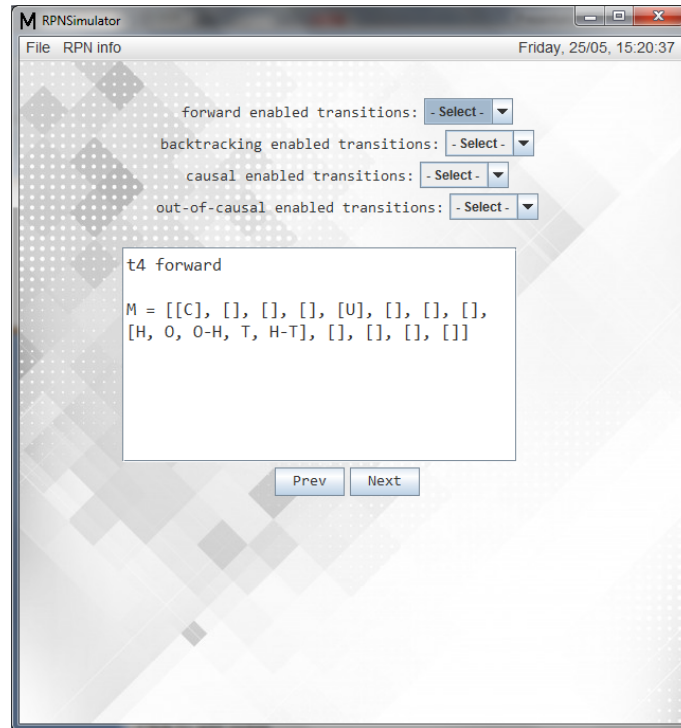 M RPNSimulator
File RPN info Friday, 25/05, 15:20:37
forward enabled transitions: - Select -
backtracking enabled transitions: - Select -
causal enabled transitions: - Select -
out-of-causal enabled transitions: - Select -
t4 forward
M = [[C], [], [], [], [U], [], [], [],
[H, O, O-H, T, H-T], [], [], [], []]
Prev Next